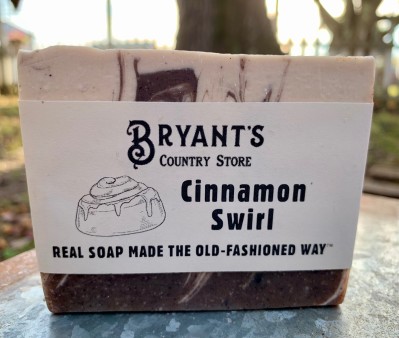 BRYANT'S
COUNTRY STORE
Cinnamon
Swirl
REAL SOAP MADE THE OLD-FASHIONED WAY™